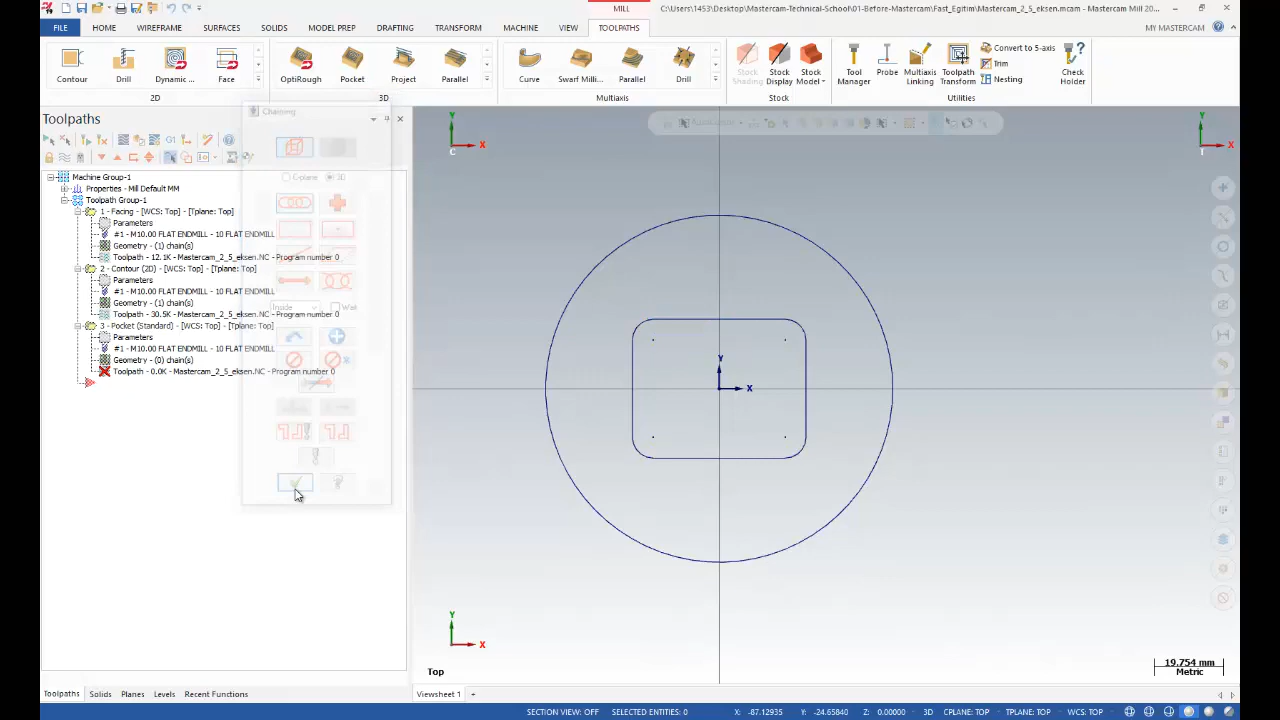 MILL
C:\Users\1453\Desktop\Mastercam-Technical-School\01-Before-Mastercam\Fast_Egitim\Mastercam_2_5_eksen.mcam - Mastercam Mill 20...
FILE HOME WIREFRAME SURFACES SOLIDS MODEL PREP DRAFTING TRANSFORM MACHINE VIEW TOOLPATHS MY MASTERCAM
Contour Drill Dynamic ... Face OptiRough Pocket Project Parallel Curve Swarf Milli... Parallel Drill Stock Shading Stock Display Stock Model Tool Manager Probe Multiaxis Linking Toolpath Transform Convert to 5-axis Trim Nesting Check Holder
2D 3D Multiaxis Stock Utilities
Toolpaths
Chaining
G1
Machine Group-1
Properties - Mill Default MM
Toolpath Group-1
1 - Facing - [WCS: Top] - [Tplane: Top]
Parameters
#1 - M10.00 FLAT ENDMILL - 10 FLAT ENDMILL
Geometry - (1) chain(s)
Toolpath - 12.1K - Mastercam_2_5_eksen.NC - Program number 0
2 - Contour (2D) - [WCS: Top] - [Tplane: Top]
Parameters
#1 - M10.00 FLAT ENDMILL - 10 FLAT ENDMILL
Geometry - (1) chain(s)
Toolpath - 30.5K - Mastercam_2_5_eksen.NC - Program number 0
3 - Pocket (Standard) - [WCS: Top] - [Tplane: Top]
Parameters
#1 - M10.00 FLAT ENDMILL - 10 FLAT ENDMILL
Geometry - (0) chain(s)
Toolpath - 0.0K - Mastercam_2_5_eksen.NC - Program number 0
C-plane 3D
Inside Wait
Y X C
Y X T
Y X
Y X
Top
19.754 mm
Metric
Toolpaths Solids Planes Levels Recent Functions Viewsheet 1 +
SECTION VIEW: OFF SELECTED ENTITIES: 0 X: -87.12935 Y: -24.65840 Z: 0.00000 3D CPLANE: TOP TPLANE: TOP WCS: TOP